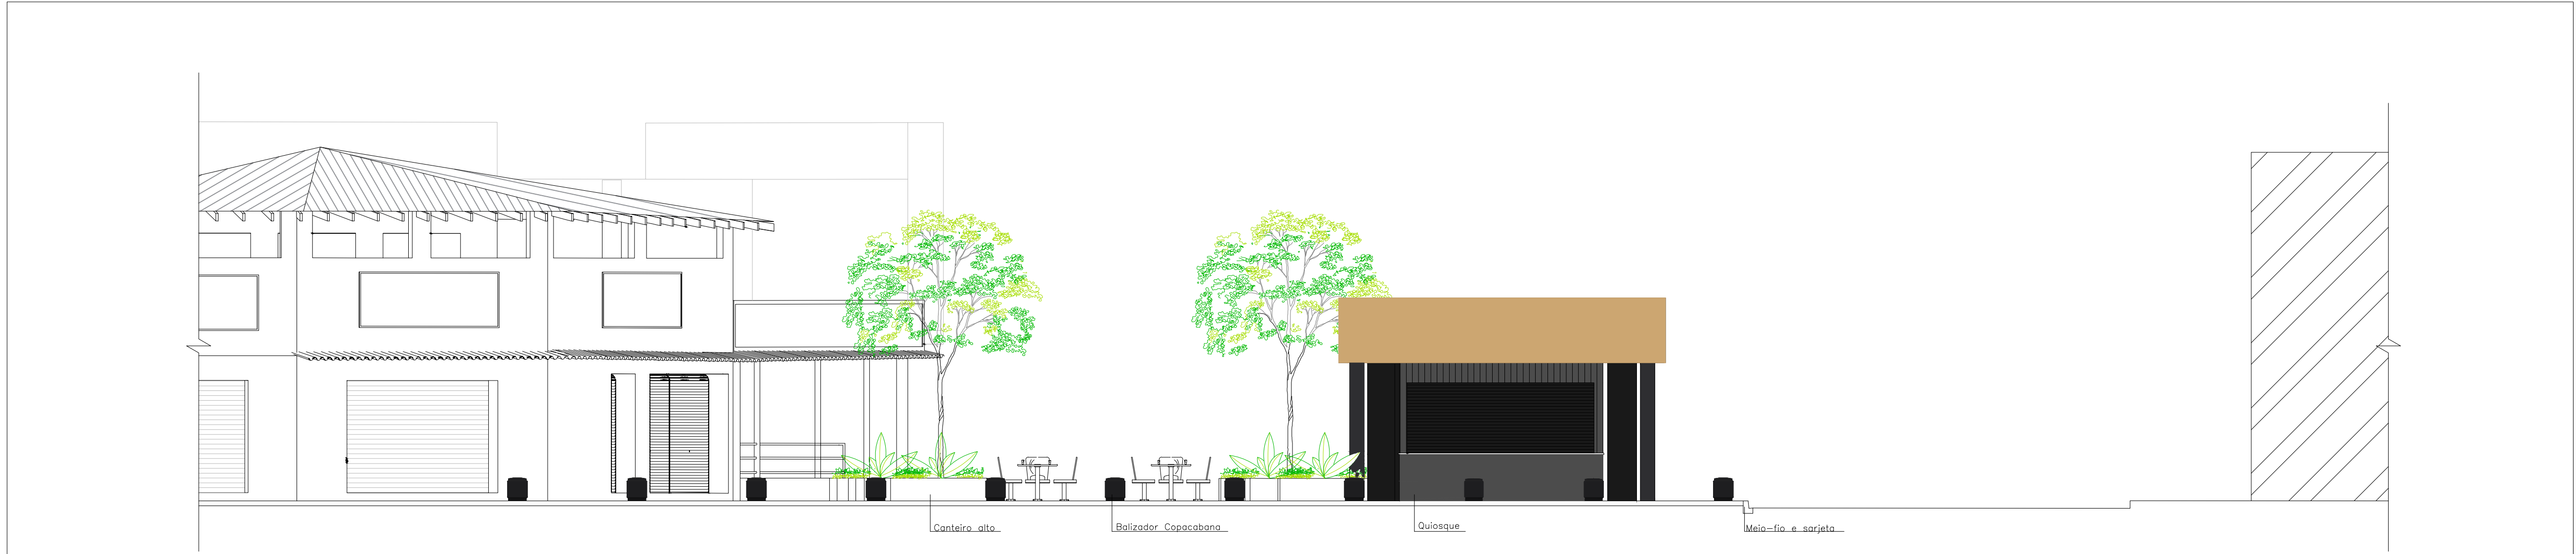 Canteiro alto
Balizador Copacabana
Quiosque
Meio-fio e sarjeta